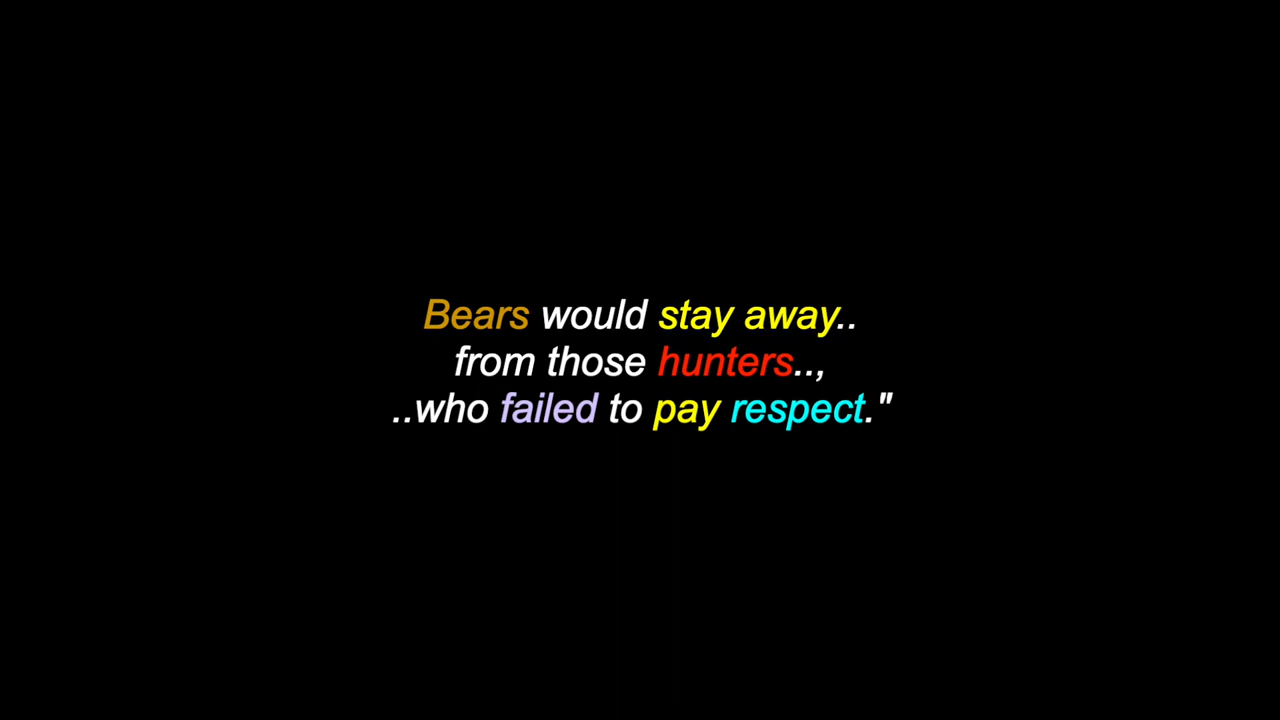 Bears would stay away..
from those hunters..,
..who failed to pay respect."